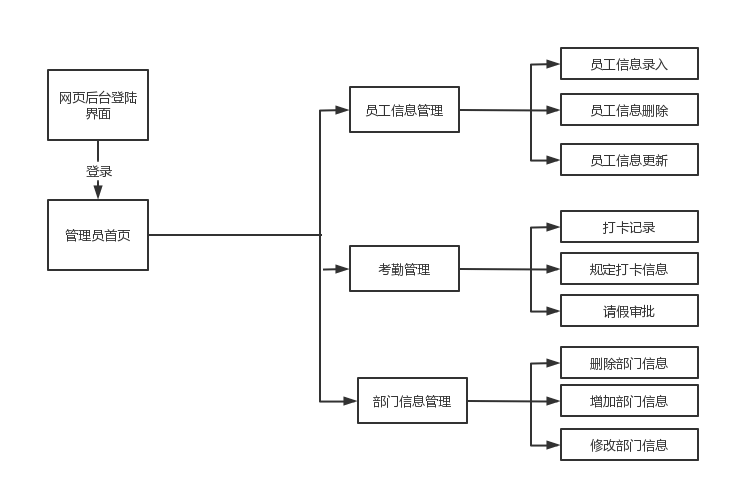 网页后台登陆
界面
登录
管理员首页
员工信息管理
考勤管理
部门信息管理
员工信息录入
员工信息删除
员工信息更新
打卡记录
规定打卡信息
请假审批
删除部门信息
增加部门信息
修改部门信息